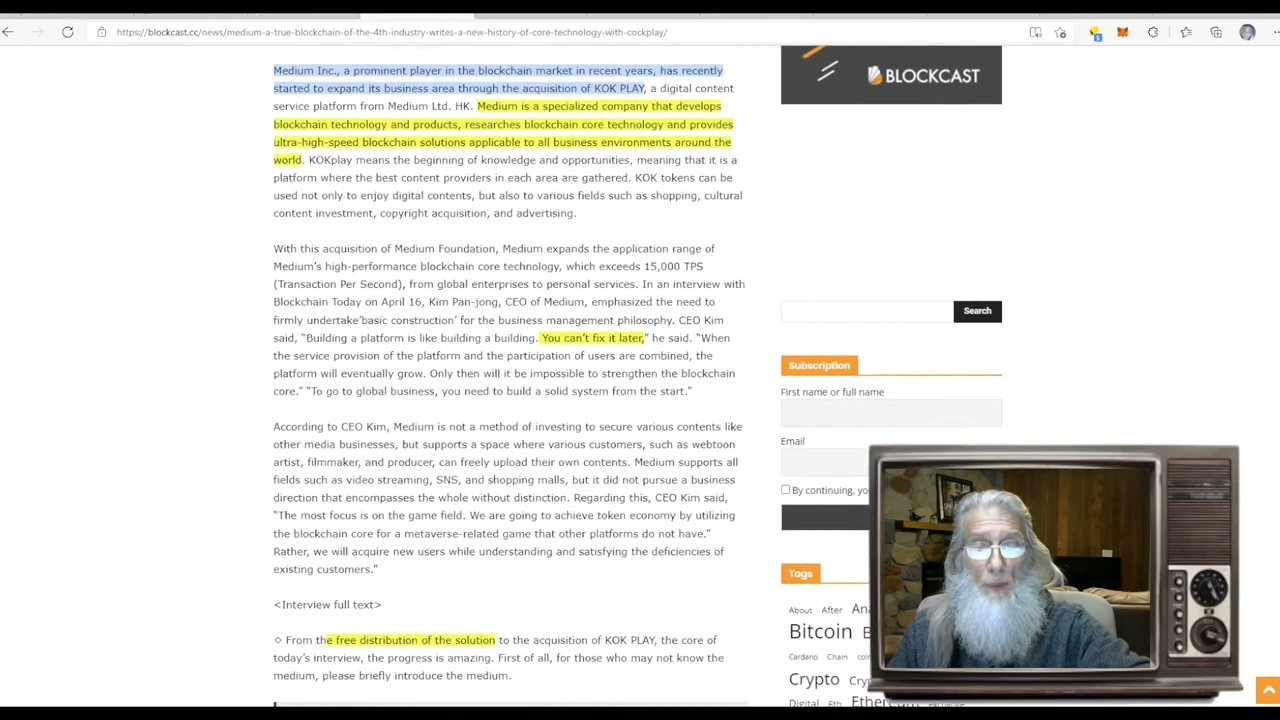 https://blockcast.cc/news/medium-a-true-blockchain-of-the-4th-industry-writes-a-new-history-of-core-technology-with-cockplay/
Medium Inc., a prominent player in the blockchain market in recent years, has recently
started to expand its business area through the acquisition of KOK PLAY, a digital content
service platform from Medium Ltd. HK. Medium is a specialized company that develops
blockchain technology and products, researches blockchain core technology and provides
ultra-high-speed blockchain solutions applicable to all business environments around the
world. KOKplay means the beginning of knowledge and opportunities, meaning that it is a
platform where the best content providers in each area are gathered. KOK tokens can be
used not only to enjoy digital contents, but also to various fields such as shopping, cultural
content investment, copyright acquisition, and advertising.
With this acquisition of Medium Foundation, Medium expands the application range of
Medium's high-performance blockchain core technology, which exceeds 15,000 TPS
(Transaction Per Second), from global enterprises to personal services. In an interview with
Blockchain Today on April 16, Kim Pan-jong, CEO of Medium, emphasized the need to
firmly undertake'basic construction' for the business management philosophy. CEO Kim
said, “Building a platform is like building a building. You can't fix it later,” he said. “When
the service provision of the platform and the participation of users are combined, the
platform will eventually grow. Only then will it be impossible to strengthen the blockchain
core.” “To go to global business, you need to build a solid system from the start.”
According to CEO Kim, Medium is not a method of investing to secure various contents like
other media businesses, but supports a space where various customers, such as webtoon
artist, filmmaker, and producer, can freely upload their own contents. Medium supports all
fields such as video streaming, SNS, and shopping malls, but it did not pursue a business
direction that encompasses the whole without distinction. Regarding this, CEO Kim said,
“The most focus is on the game field. We are going to achieve token economy by utilizing
the blockchain core for a metaverse-related game that other platforms do not have.”
Rather, we will acquire new users while understanding and satisfying the deficiencies of
existing customers.”
<Interview full text>
◇ From the free distribution of the solution to the acquisition of KOK PLAY, the core of
today's interview, the progress is amazing. First of all, for those who may not know the
medium, please briefly introduce the medium.
BLOCKCAST
Search
Subscription
First name or full name
Email
By continuing, yo
Tags
About After An
Bitcoin B
Cardano Chain coi
Crypto Cry
Digital Eth Ethereum Exchange